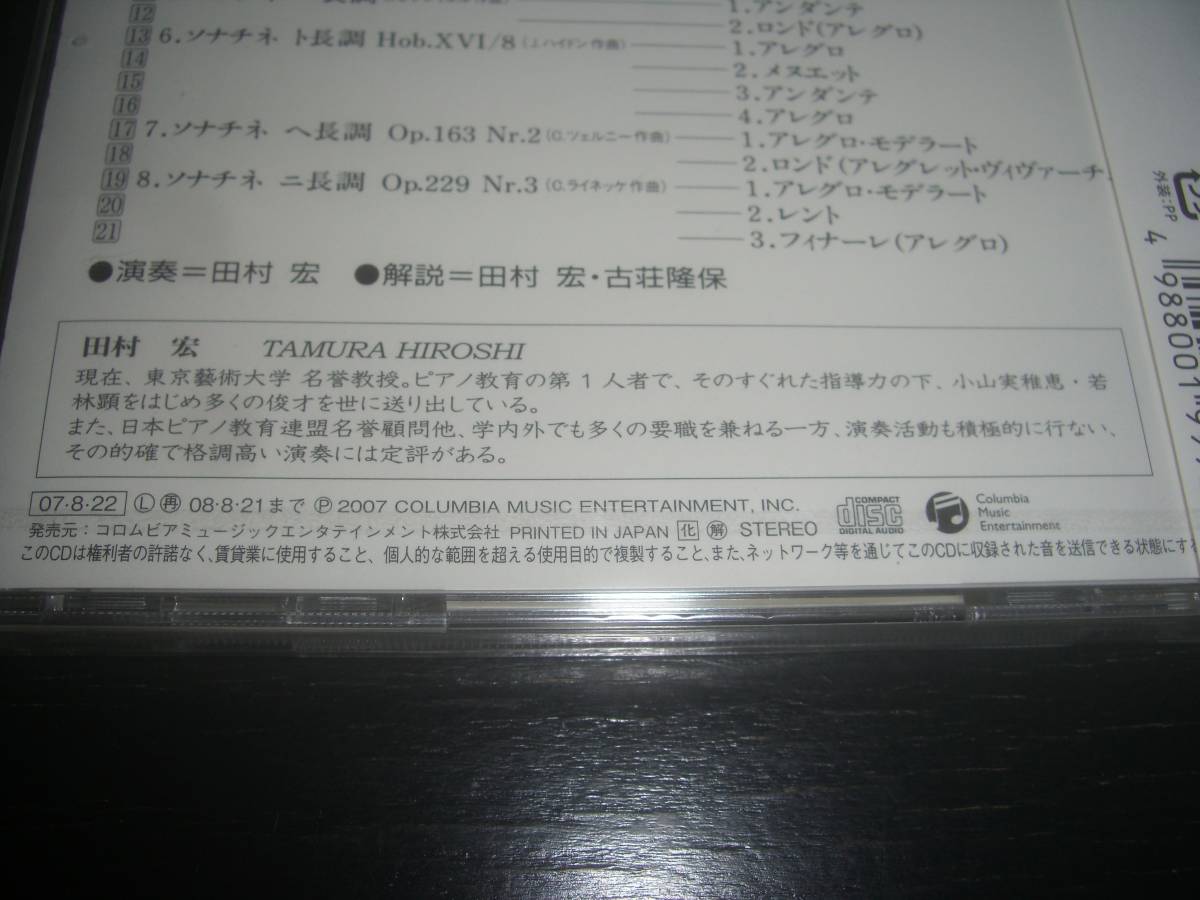 12 1.アンダンテ
2.ロンド(アレグロ)
13 6.ソナチネ ト長調 Hob.XVI/8 (J.ハイドン作曲) 1.アレグロ
14 2.メヌエット
15 3.アンダンテ
16 4.アレグロ
17 7.ソナチネ ヘ長調 Op.163 Nr.2 (C.ツェルニー作曲) 1.アレグロ・モデラート
18 2.ロンド(アレグレット・ヴィヴァーチ
19 8.ソナチネ ニ長調 Op.229 Nr.3 (C.ライネッケ作曲) 1.アレグロ・モデラート
20 2.レント
21 3.フィナーレ(アレグロ)
●演奏=田村 宏 ●解説=田村 宏・古荘隆保
田村 宏 TAMURA HIROSHI
現在、東京藝術大学 名誉教授。ピアノ教育の第1人者で、そのすぐれた指導力の下、小山実稚恵・若
林顕をはじめ多くの俊才を世に送り出している。
また、日本ピアノ教育連盟名誉顧問他、学内外でも多くの要職を兼ねる一方、演奏活動も積極的に行ない、
その的確で格調高い演奏には定評がある。
07・8・22 Ⓛ ㊢ 08・8・21まで Ⓟ 2007 COLUMBIA MUSIC ENTERTAINMENT, INC.
発売元:コロムビアミュージックエンタテインメント株式会社 PRINTED IN JAPAN 化 解 STEREO
COMPACT disc DIGITAL AUDIO
Columbia
Music
Entertainment
このCDは権利者の許諾なく、賃貸業に使用すること、個人的な範囲を超える使用目的で複製すること、また、ネットワーク等を通じてこのCDに収録された音を送信できる状態にす
外装:PP
4 988001